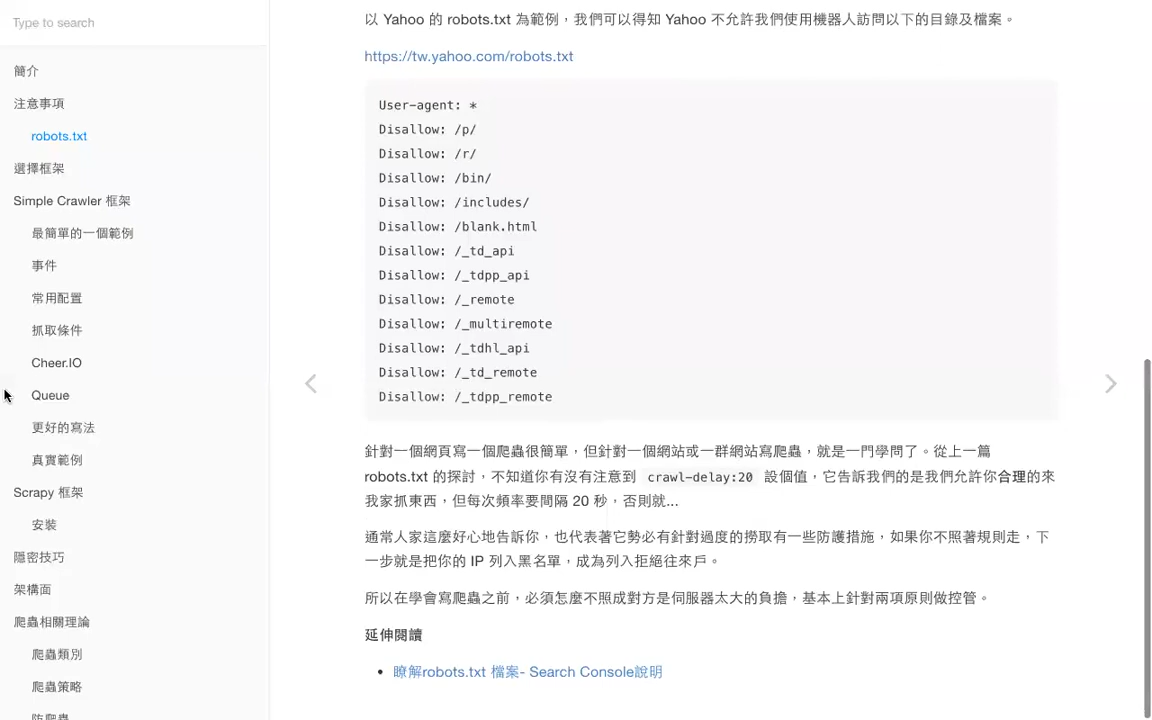 Type to search
簡介
注意事項
robots.txt
選擇框架
Simple Crawler 框架
最簡單的一個範例
事件
常用配置
抓取條件
Cheer.IO
Queue
更好的寫法
真實範例
Scrapy 框架
安裝
隱密技巧
架構面
爬蟲相關理論
爬蟲類別
爬蟲策略
防爬蟲
以 Yahoo 的 robots.txt 為範例，我們可以得知 Yahoo 不允許我們使用機器人訪問以下的目錄及檔案。
https://tw.yahoo.com/robots.txt
User-agent: *
Disallow: /p/
Disallow: /r/
Disallow: /bin/
Disallow: /includes/
Disallow: /blank.html
Disallow: /_td_api
Disallow: /_tdpp_api
Disallow: /_remote
Disallow: /_multiremote
Disallow: /_tdhl_api
Disallow: /_td_remote
Disallow: /_tdpp_remote
針對一個網頁寫一個爬蟲很簡單，但針對一個網站或一群網站寫爬蟲，就是一門學問了。從上一篇
robots.txt 的探討，不知道你有沒有注意到 crawl-delay:20 設個值，它告訴我們的是我們允許你合理的來
我家抓東西，但每次頻率要間隔 20 秒，否則就...
通常人家這麼好心地告訴你，也代表著它勢必有針對過度的撈取有一些防護措施，如果你不照著規則走，下
一步就是把你的 IP 列入黑名單，成為列入拒絕往來戶。
所以在學會寫爬蟲之前，必須怎麼不照成對方是伺服器太大的負擔，基本上針對兩項原則做控管。
延伸閱讀
• 瞭解robots.txt 檔案- Search Console說明